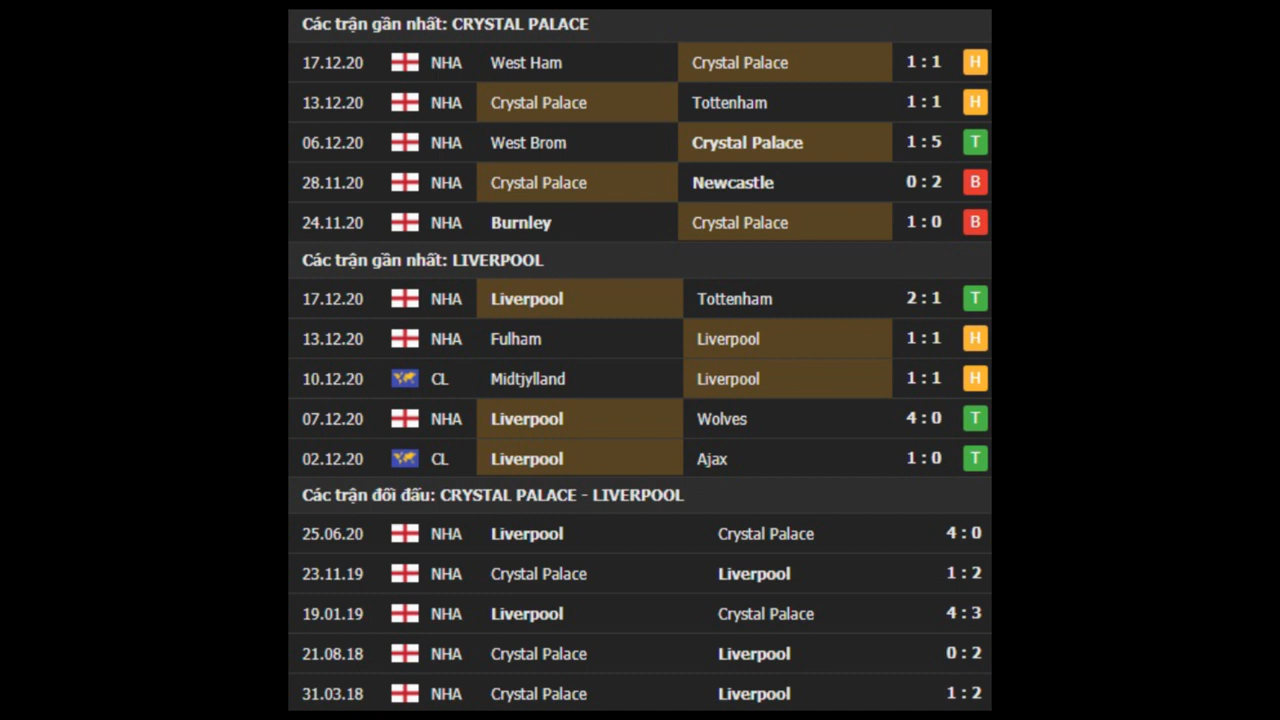 Các trận gần nhất: CRYSTAL PALACE
17.12.20 NHA West Ham Crystal Palace 1 : 1 H
13.12.20 NHA Crystal Palace Tottenham 1 : 1 H
06.12.20 NHA West Brom Crystal Palace 1 : 5 T
28.11.20 NHA Crystal Palace Newcastle 0 : 2 B
24.11.20 NHA Burnley Crystal Palace 1 : 0 B
Các trận gần nhất: LIVERPOOL
17.12.20 NHA Liverpool Tottenham 2 : 1 T
13.12.20 NHA Fulham Liverpool 1 : 1 H
10.12.20 CL Midtjylland Liverpool 1 : 1 H
07.12.20 NHA Liverpool Wolves 4 : 0 T
02.12.20 CL Liverpool Ajax 1 : 0 T
Các trận đối đấu: CRYSTAL PALACE - LIVERPOOL
25.06.20 NHA Liverpool Crystal Palace 4 : 0
23.11.19 NHA Crystal Palace Liverpool 1 : 2
19.01.19 NHA Liverpool Crystal Palace 4 : 3
21.08.18 NHA Crystal Palace Liverpool 0 : 2
31.03.18 NHA Crystal Palace Liverpool 1 : 2